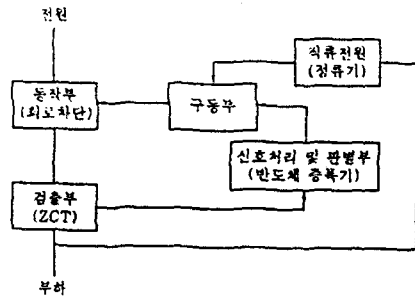 전원
직류전원
(정류기)
동작부
(회로차단)
구동부
신호처리 및 판별부
(반도체 증폭기)
검출부
(ZCT)
부하